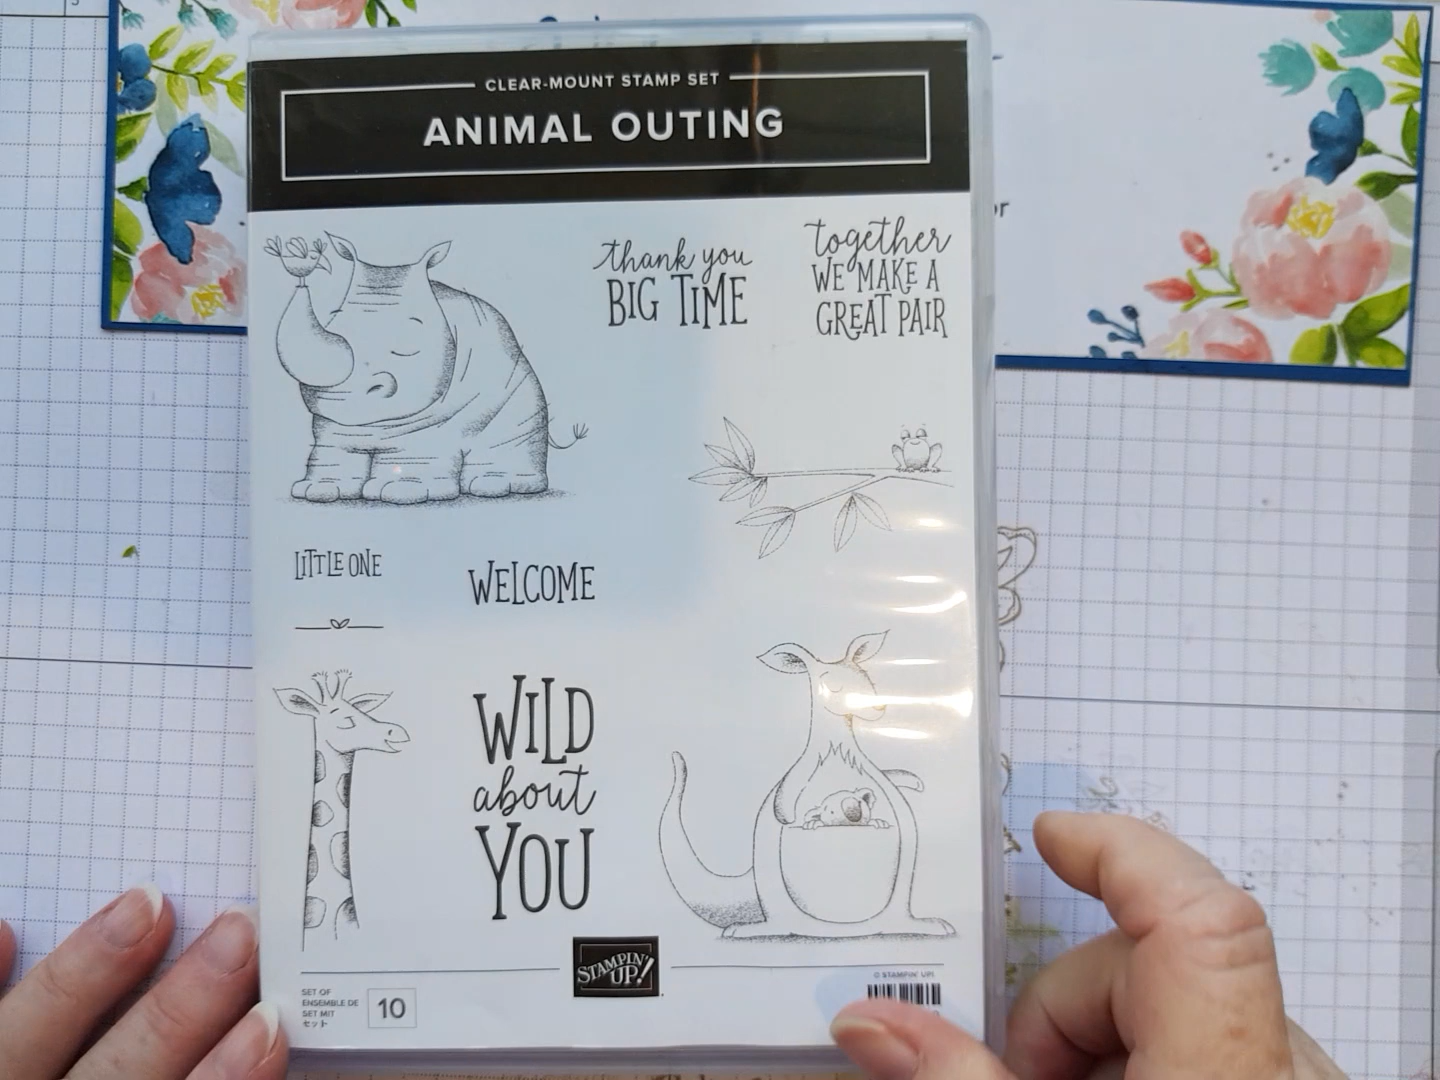 CLEAR-MOUNT STAMP SET
ANIMAL OUTING
thank you
BIG TIME
together
WE MAKE A
GREAT PAIR
LITTLE ONE
WELCOME
WILD
about
YOU
STAMPIN'
UP!
SET OF
ENSEMBLE DE
SET MIT
セット
10
© STAMPIN' UP!